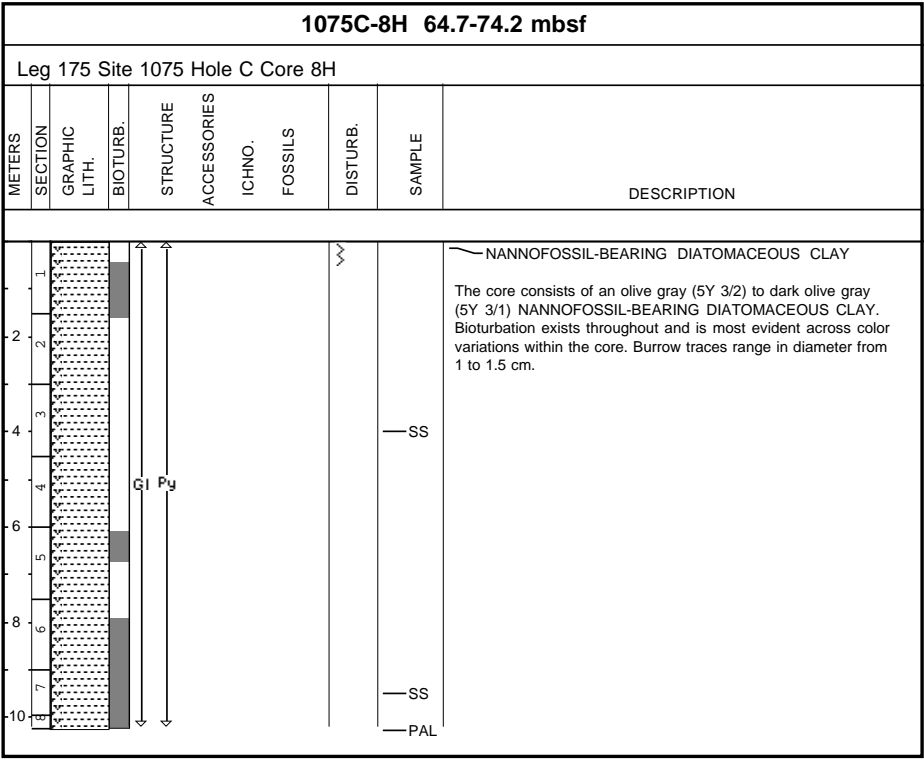 1075C-8H 64.7-74.2 mbsf
Leg 175 Site 1075 Hole C Core 8H
METERS
SECTION
GRAPHIC
LITH.
BIOTURB.
STRUCTURE
ACCESSORIES
ICHNO.
FOSSILS
DISTURB.
SAMPLE
DESCRIPTION
NANNOFOSSIL-BEARING DIATOMACEOUS CLAY
The core consists of an olive gray (5Y 3/2) to dark olive gray
(5Y 3/1) NANNOFOSSIL-BEARING DIATOMACEOUS CLAY.
Bioturbation exists throughout and is most evident across color
variations within the core. Burrow traces range in diameter from
1 to 1.5 cm.
1
2
2
3
4
SS
4
Gl Py
6
5
8
6
7
SS
10
8
PAL